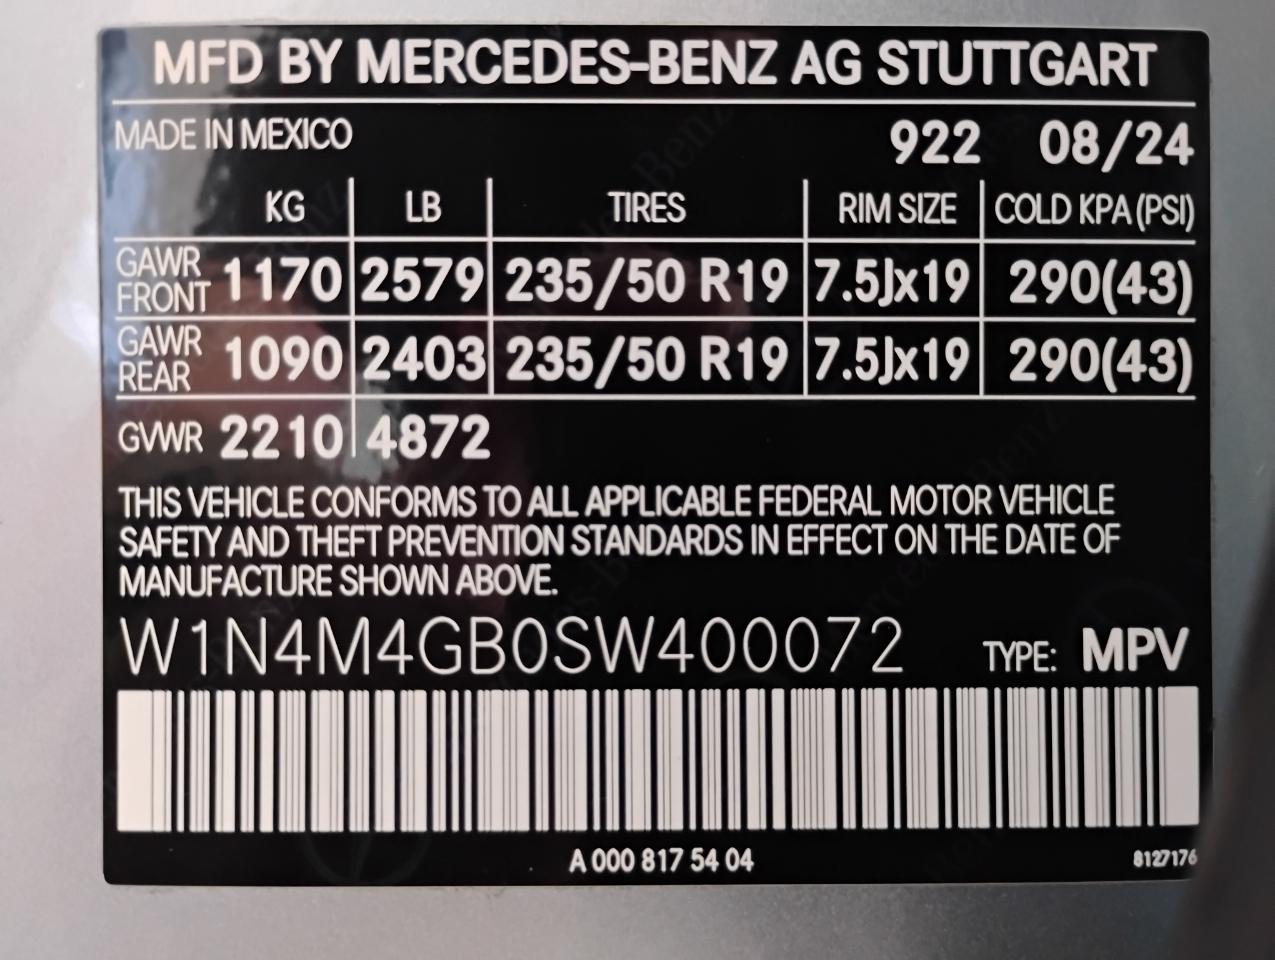 MFD BY MERCEDES-BENZ AG STUTTGART
MADE IN MEXICO 922 08/24
KG LB TIRES RIM SIZE COLD KPA (PSI)
GAWR FRONT 1170 2579 235/50 R19 7.5Jx19 290(43)
GAWR REAR 1090 2403 235/50 R19 7.5Jx19 290(43)
GVWR 2210 4872
THIS VEHICLE CONFORMS TO ALL APPLICABLE FEDERAL MOTOR VEHICLE
SAFETY AND THEFT PREVENTION STANDARDS IN EFFECT ON THE DATE OF
MANUFACTURE SHOWN ABOVE.
W1N4M4GB0SW400072 TYPE: MPV
A 000 817 54 04 8127176